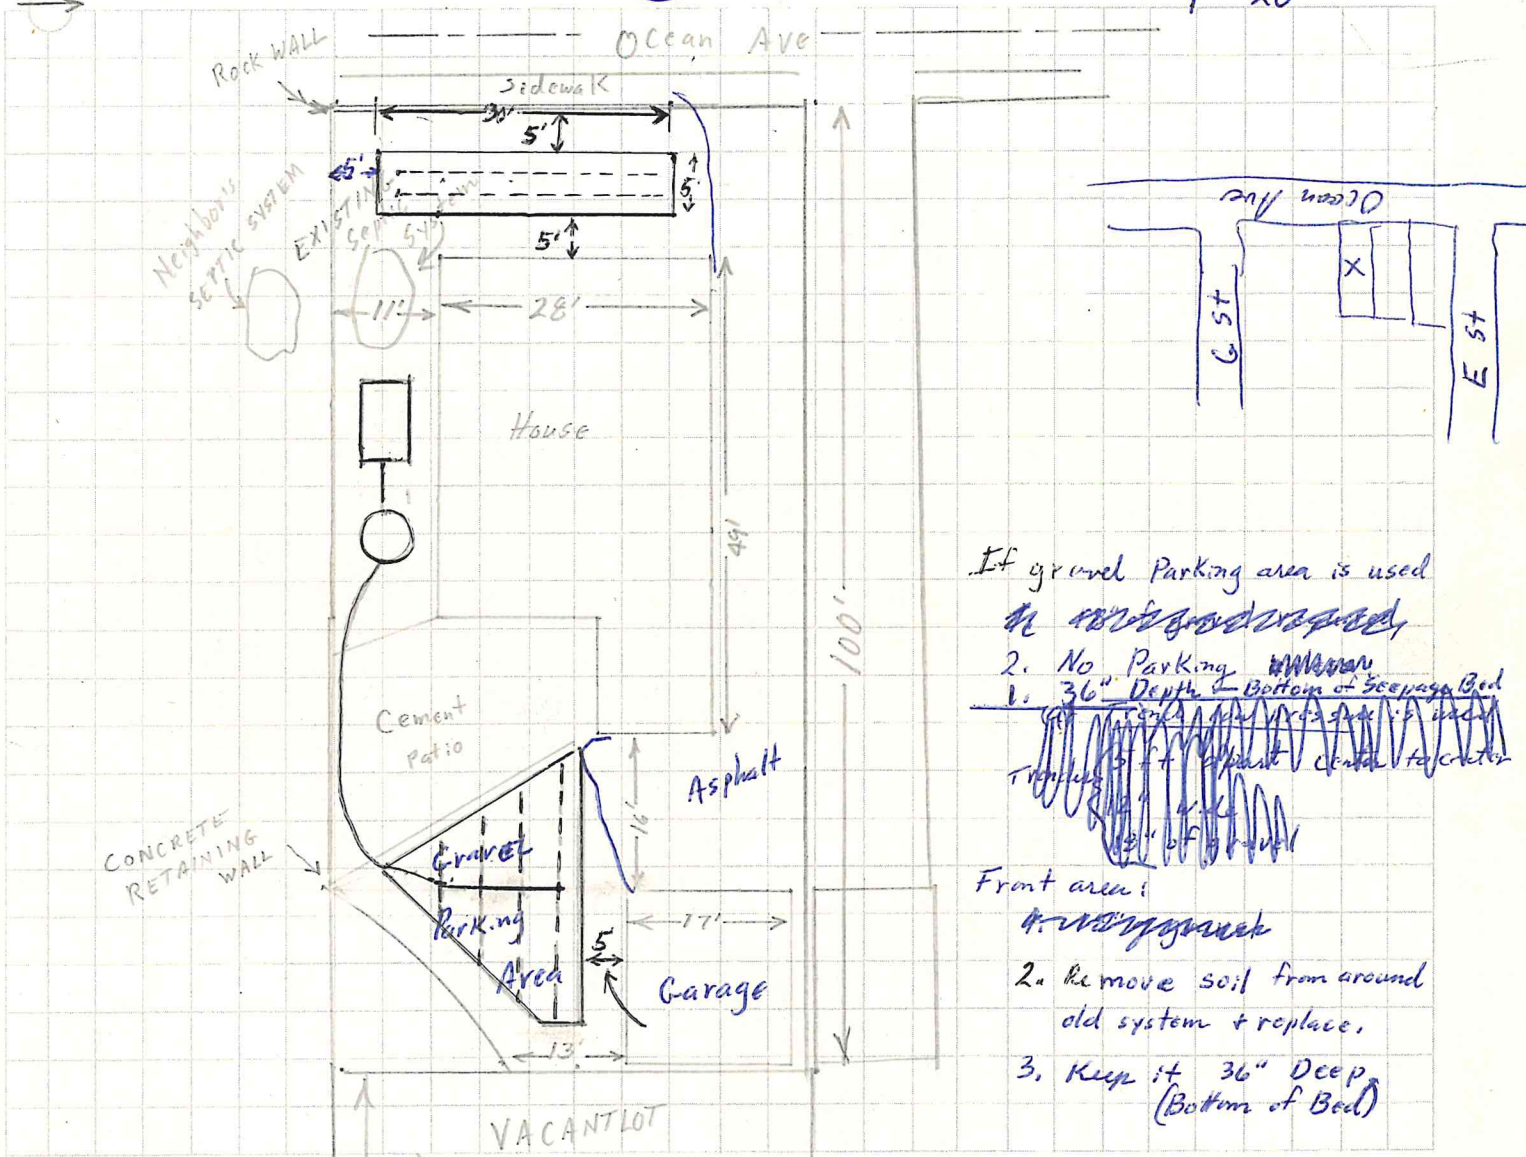 Ocean Ave
Rock WALL
Sidewalk
30'
5'
5'
5'
Neighbor's
SEPTIC SYSTEM
EXISTING
Septic
System
5'
11'
28'
House
49'
100'
Ocean Ave
X
G St
E St
Cement
Patio
CONCRETE
RETAINING
WALL
Asphalt
16'
Gravel
Parking
Area
17'
5'
Garage
13'
VACANT LOT
If gravel Parking area is used
2. No Parking
1. 36" Depth - Bottom of Seepage Bed
Front area:
2. Remove soil from around
old system + replace.
3. Keep it 36" Deep
(Bottom of Bed)